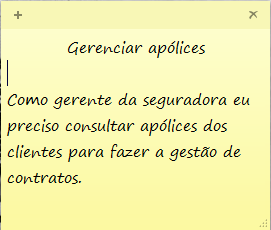 Gerenciar apólices
Como gerente da seguradora eu
preciso consultar apólices dos
clientes para fazer a gestão de
contratos.